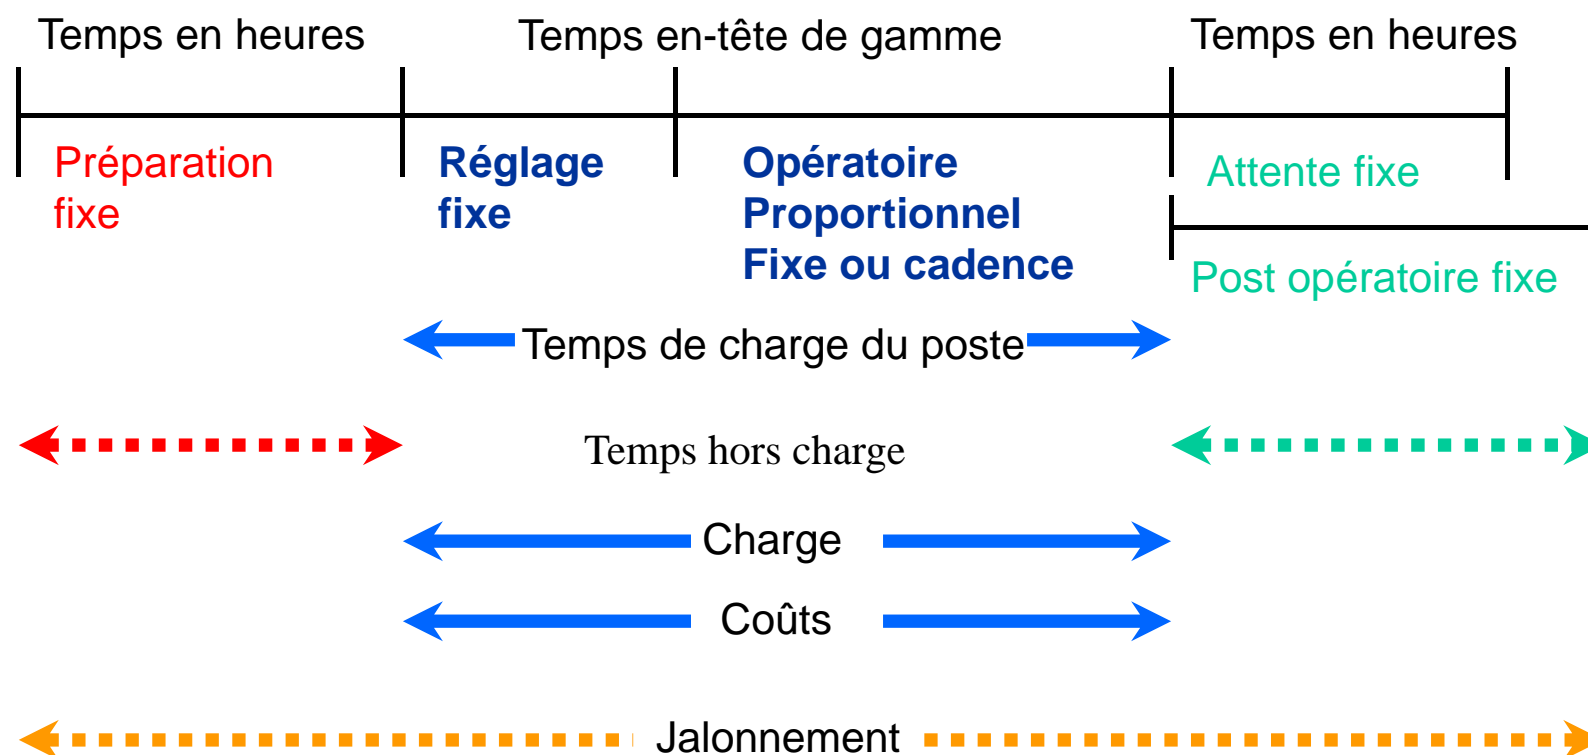 Temps en heures
Temps en-tête de gamme
Temps en heures
Préparation
fixe
Réglage
fixe
Opératoire
Proportionnel
Fixe ou cadence
Attente fixe
Post opératoire fixe
Temps de charge du poste
Temps hors charge
Charge
Coûts
Jalonnement